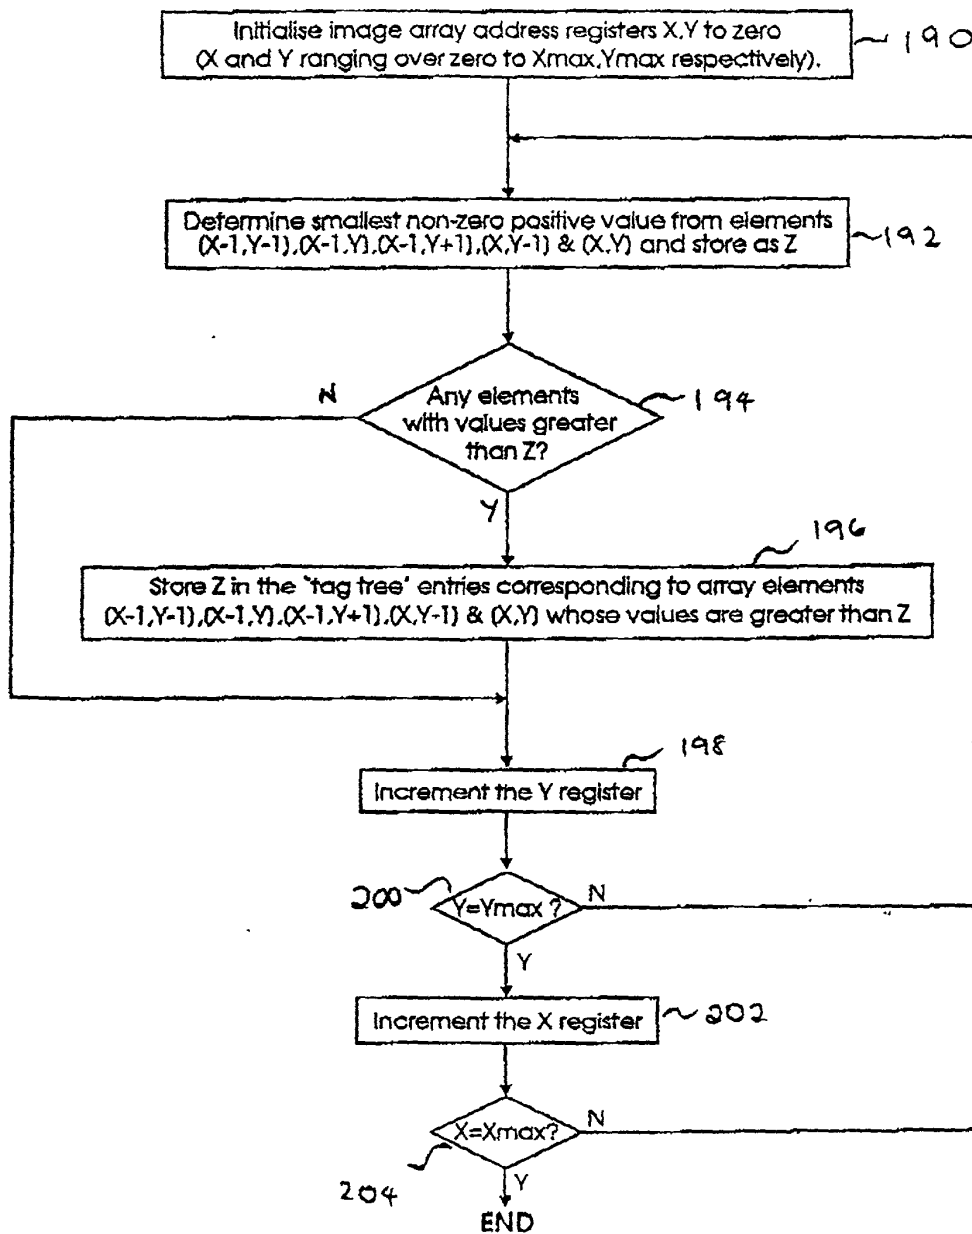 Initialise image array address registers X,Y to zero
(X and Y ranging over zero to Xmax,Ymax respectively).
190
Determine smallest non-zero positive value from elements
(X-1,Y-1),(X-1,Y),(X-1,Y+1),(X,Y-1) & (X,Y) and store as Z
192
N
Any elements
with values greater
than Z?
194
Y
196
Store Z in the 'tag tree' entries corresponding to array elements
(X-1,Y-1),(X-1,Y),(X-1,Y+1),(X,Y-1) & (X,Y) whose values are greater than Z
198
Increment the Y register
200
Y=Ymax ?
N
Y
Increment the X register
202
X=Xmax?
N
204
Y
END